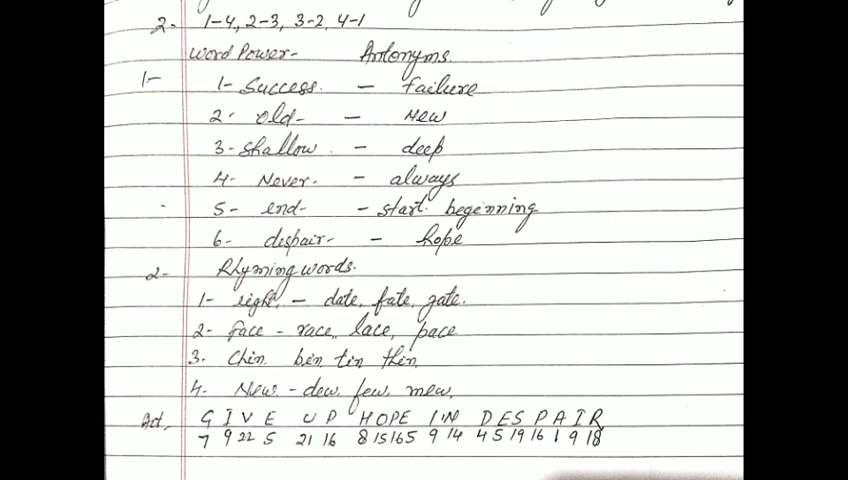 2- 1-4, 2-3, 3-2, 4-1
Word Power- Antonyms.
1- 1- Success. - failure
2- old- - New
3- Shallow - deep
4- Never. - always
5- end- - start. beginning
6- despair- - hope
2- Rhyming words.
1- eight, - date, fate, gate.
2- face - race, lace, pace
3. Chin. bin, tin thin,
4. New. - dew, few, mew,
Act. G I V E U P HOPE IN D E S P A I R
7 9 22 5 21 16 8 15 16 5 9 14 4 5 19 16 1 9 18